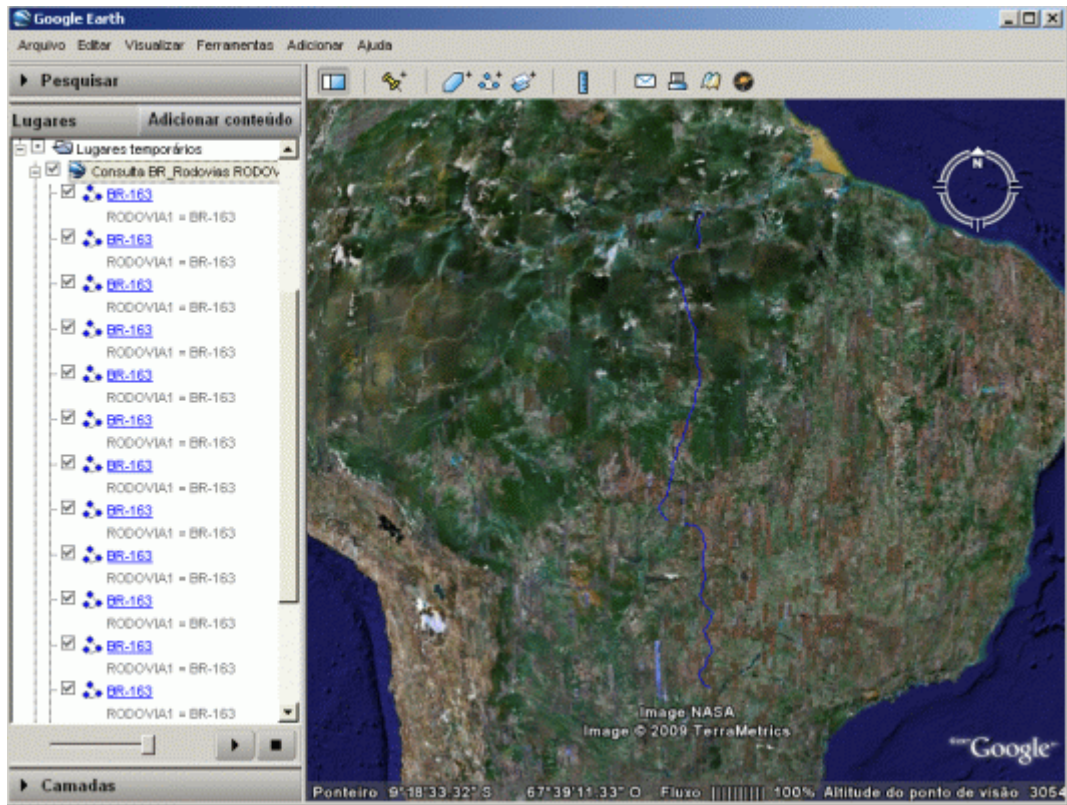 Google Earth
Arquivo Editar Visualizar Ferramentas Adicionar Ajuda
Pesquisar
Lugares Adicionar conteúdo
Lugares temporários
Consulta BR_Rodovias RODOV
BR-163
RODOVIA1 = BR-163
BR-163
RODOVIA1 = BR-163
BR-163
RODOVIA1 = BR-163
BR-163
RODOVIA1 = BR-163
BR-163
RODOVIA1 = BR-163
BR-163
RODOVIA1 = BR-163
BR-163
RODOVIA1 = BR-163
BR-163
RODOVIA1 = BR-163
BR-163
RODOVIA1 = BR-163
BR-163
RODOVIA1 = BR-163
BR-163
RODOVIA1 = BR-163
BR-163
RODOVIA1 = BR-163
Camadas
N
Image NASA
Image © 2009 TerraMetrics
Google
Ponteiro 9°18'33.32" S 67°39'11.33" O Fluxo 100% Altitude do ponto de visão 3054